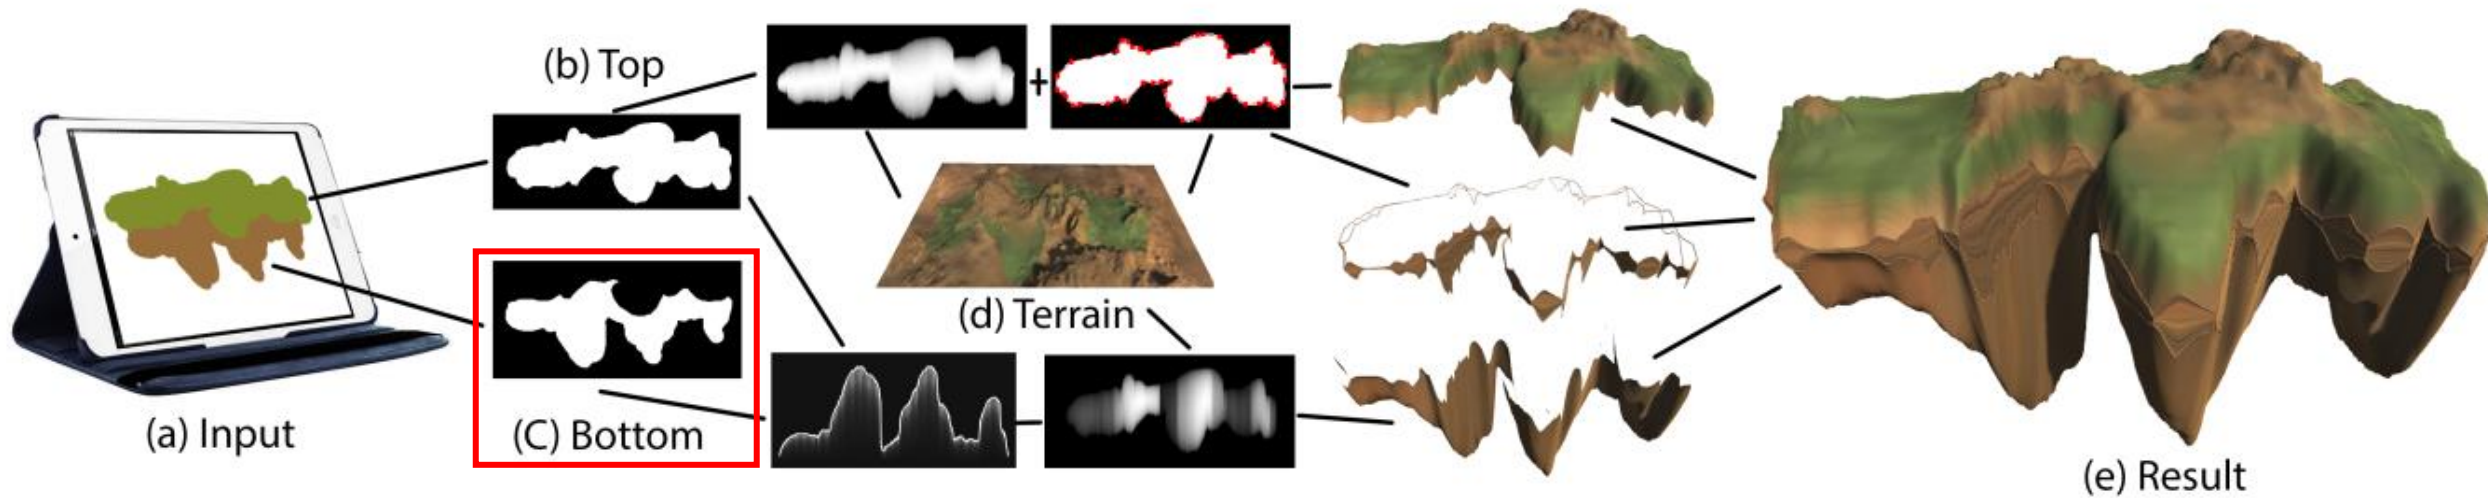 (b) Top
+
(d) Terrain
(a) Input
(C) Bottom
(e) Result